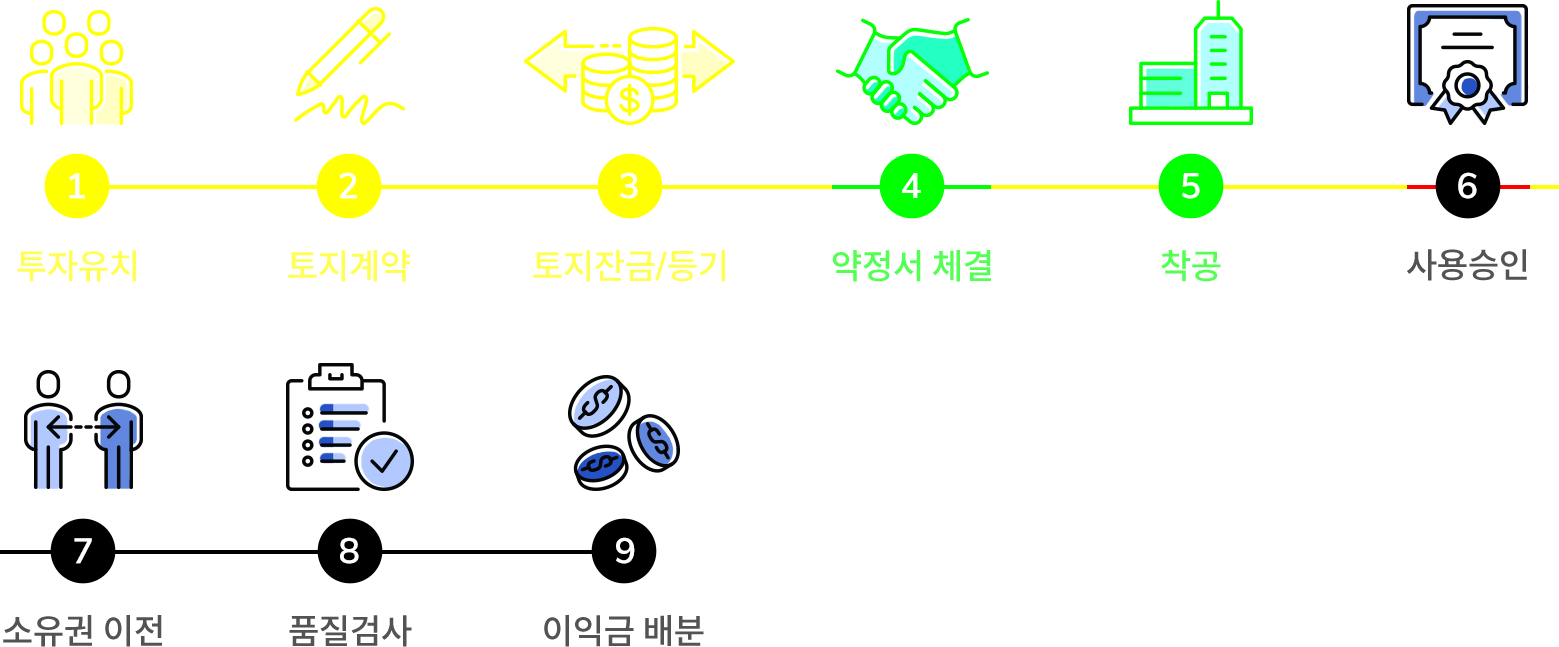 1 2 3 4 5 6
투자유치 토지계약 토지잔금/등기 약정서 체결 착공 사용승인
7 8 9
소유권 이전 품질검사 이익금 배분